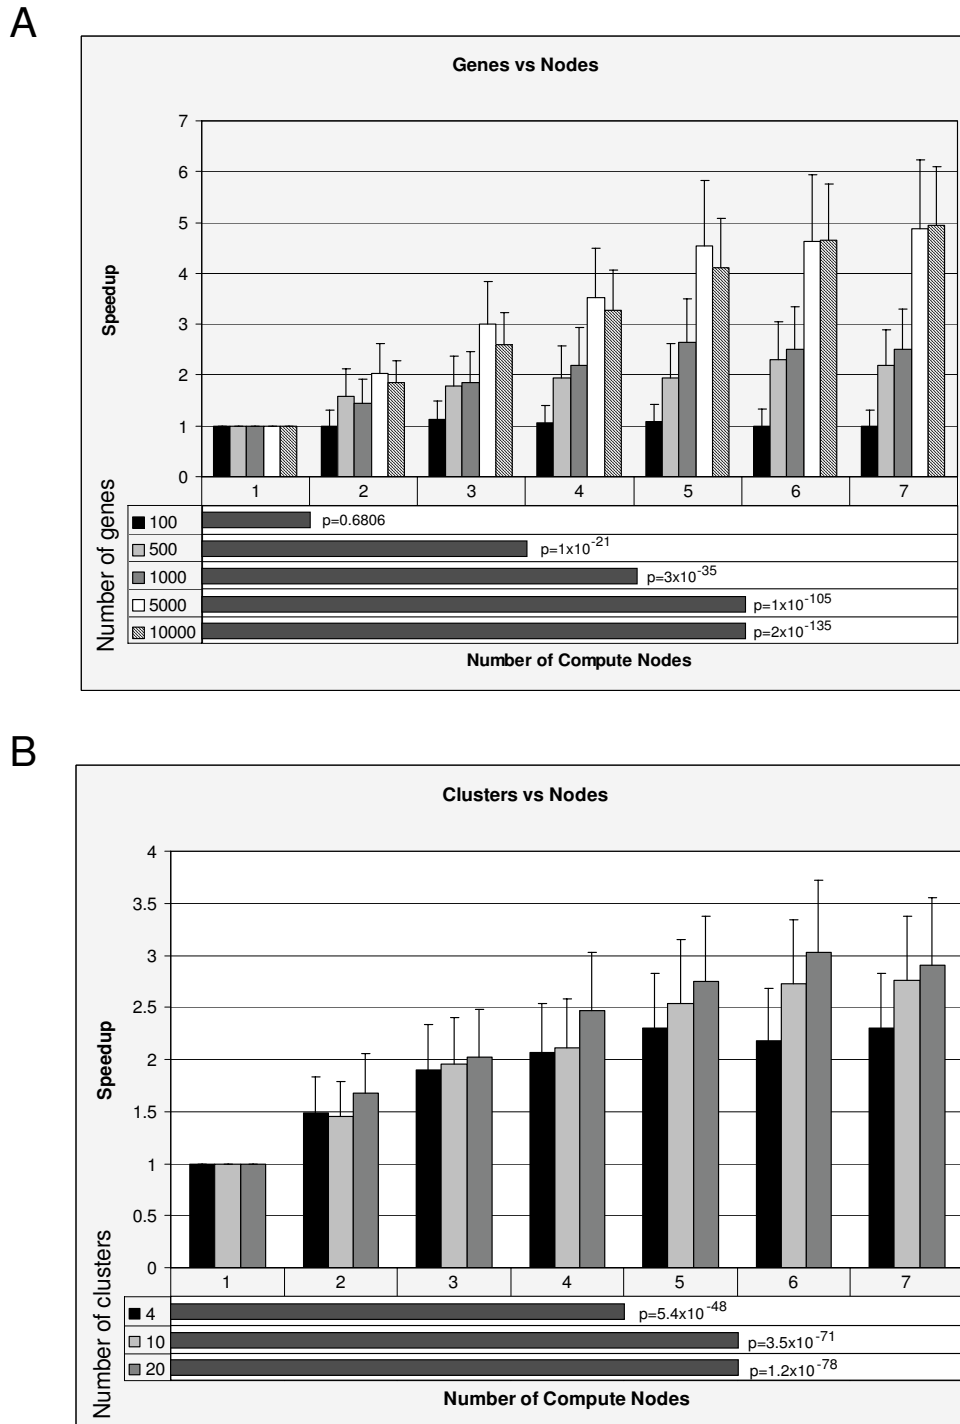 A
Genes vs Nodes
7
6
5
4
3
2
1
0
Speedup
1 2 3 4 5 6 7
Number of genes
100 p=0.6806
500 p=1x10^-21
1000 p=3x10^-35
5000 p=1x10^-105
10000 p=2x10^-135
Number of Compute Nodes
B
Clusters vs Nodes
4
3.5
3
2.5
2
1.5
1
0.5
0
Speedup
1 2 3 4 5 6 7
Number of clusters
4 p=5.4x10^-48
10 p=3.5x10^-71
20 p=1.2x10^-78
Number of Compute Nodes